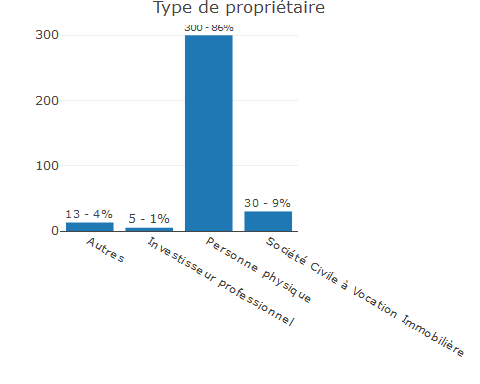 Type de propriétaire
300 - 86%
300
200
100
13 - 4%
5 - 1%
30 - 9%
0
Autres
Investisseur professionnel
Personne physique
Société Civile à Vocation Immobilière